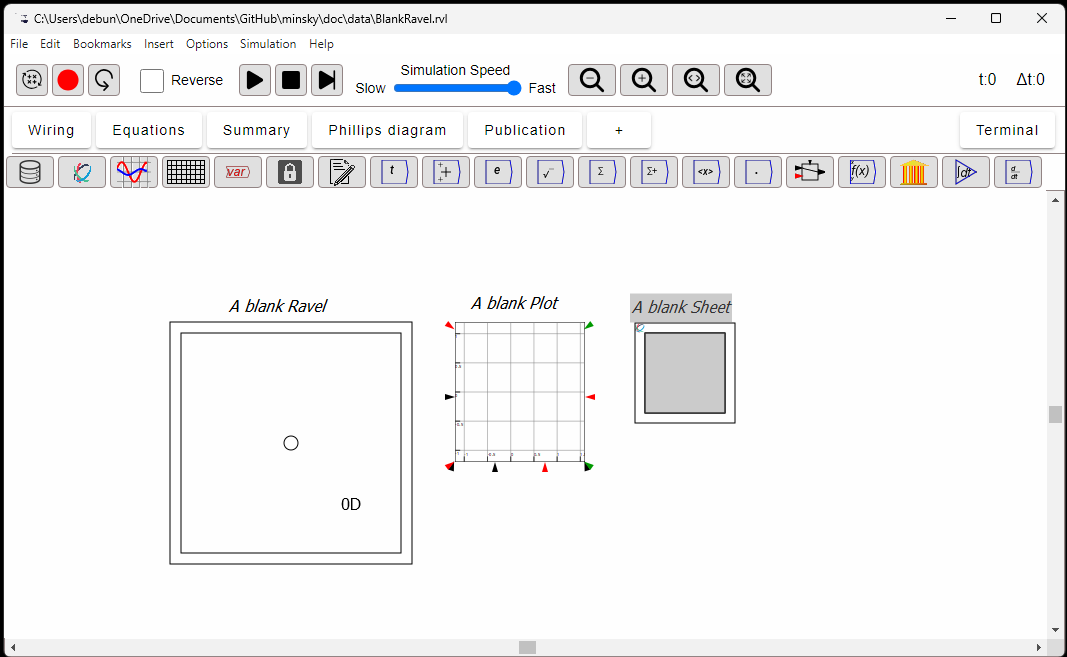 C:\Users\debun\OneDrive\Documents\GitHub\minsky\doc\data\BlankRavel.rvl
File Edit Bookmarks Insert Options Simulation Help
Reverse
Simulation Speed
Slow Fast
t:0 Δt:0
Wiring Equations Summary Phillips diagram Publication + Terminal
var t e √ Σ Σ+ <x> . f(x) ∫dt d/dt
A blank Ravel
A blank Plot
A blank Sheet
0D